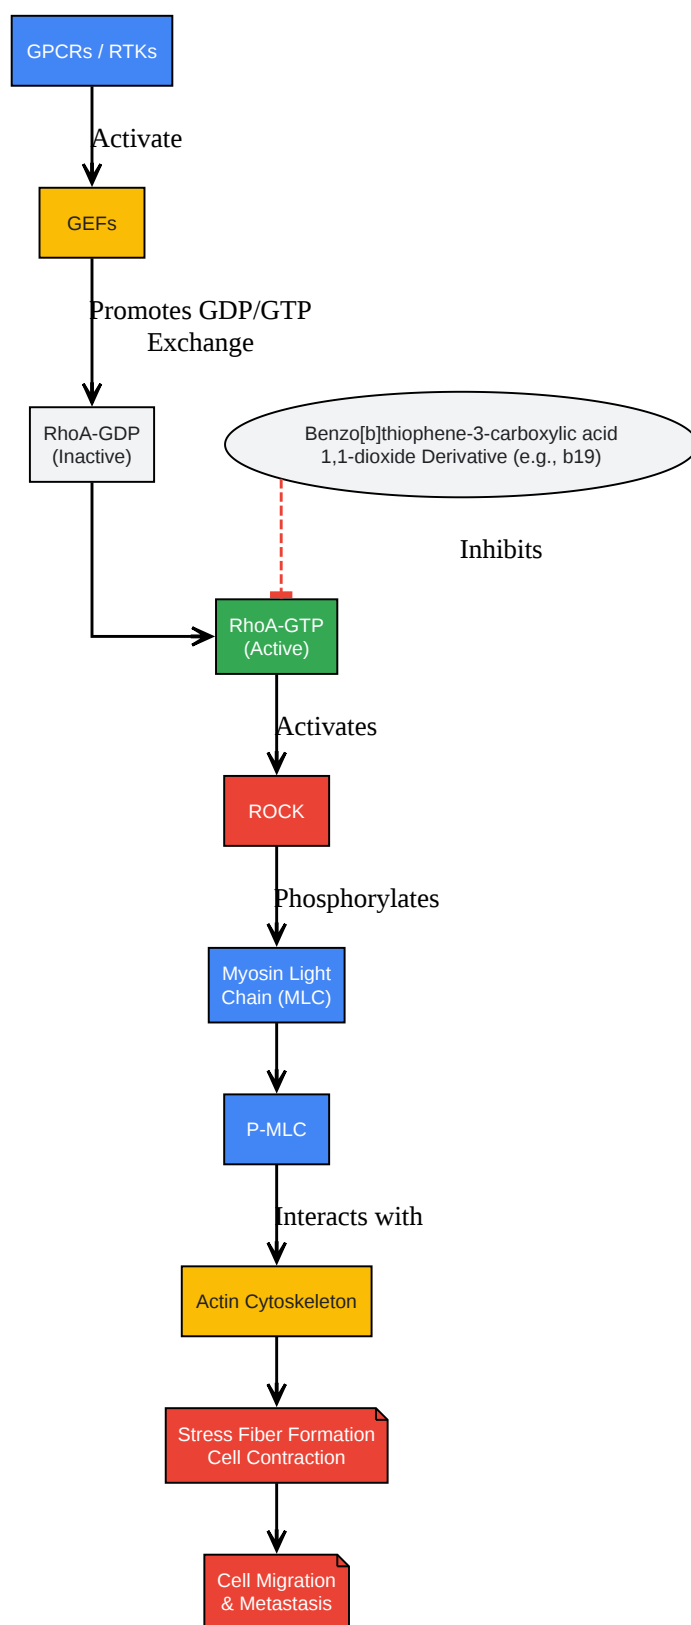 GPCRs / RTKs
Activate
GEFs
Promotes GDP/GTP
Exchange
RhoA-GDP
(Inactive)
Benzo[b]thiophene-3-carboxylic acid
1,1-dioxide Derivative (e.g., b19)
Inhibits
RhoA-GTP
(Active)
Activates
ROCK
Phosphorylates
Myosin Light
Chain (MLC)
P-MLC
Interacts with
Actin Cytoskeleton
Stress Fiber Formation
Cell Contraction
Cell Migration
& Metastasis